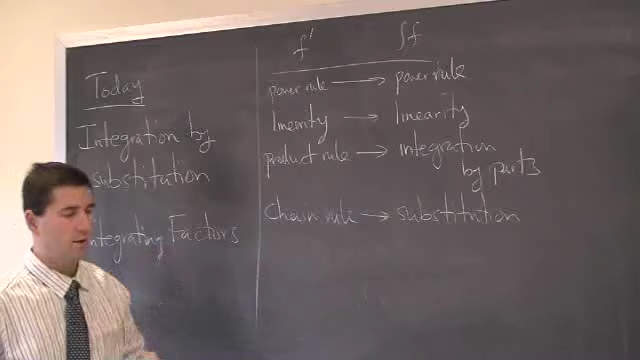 Today
Integration by
substitution
Integrating Factors
f' ∫f
power rule → power rule
linearity → linearity
product rule → integration
by parts
chain rule → substitution